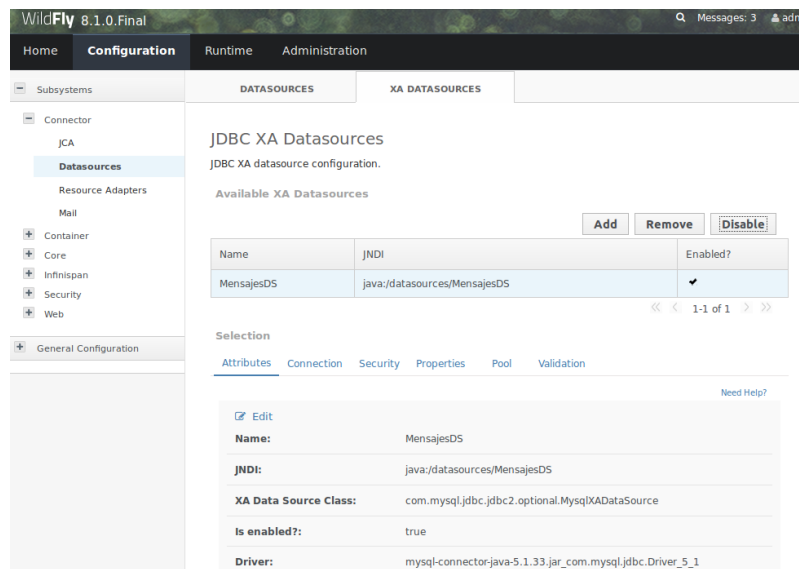 WildFly 8.1.0.Final Messages: 3 adm
Home Configuration Runtime Administration
Subsystems
Connector
JCA
Datasources
Resource Adapters
Mail
Container
Core
Infinispan
Security
Web
General Configuration
DATASOURCES XA DATASOURCES
JDBC XA Datasources
JDBC XA datasource configuration.
Available XA Datasources
Add Remove Disable
Name JNDI Enabled?
MensajesDS java:/datasources/MensajesDS
1-1 of 1
Selection
Attributes Connection Security Properties Pool Validation
Need Help?
Edit
Name: MensajesDS
JNDI: java:/datasources/MensajesDS
XA Data Source Class: com.mysql.jdbc.jdbc2.optional.MysqlXADataSource
Is enabled?: true
Driver: mysql-connector-java-5.1.33.jar_com.mysql.jdbc.Driver_5_1